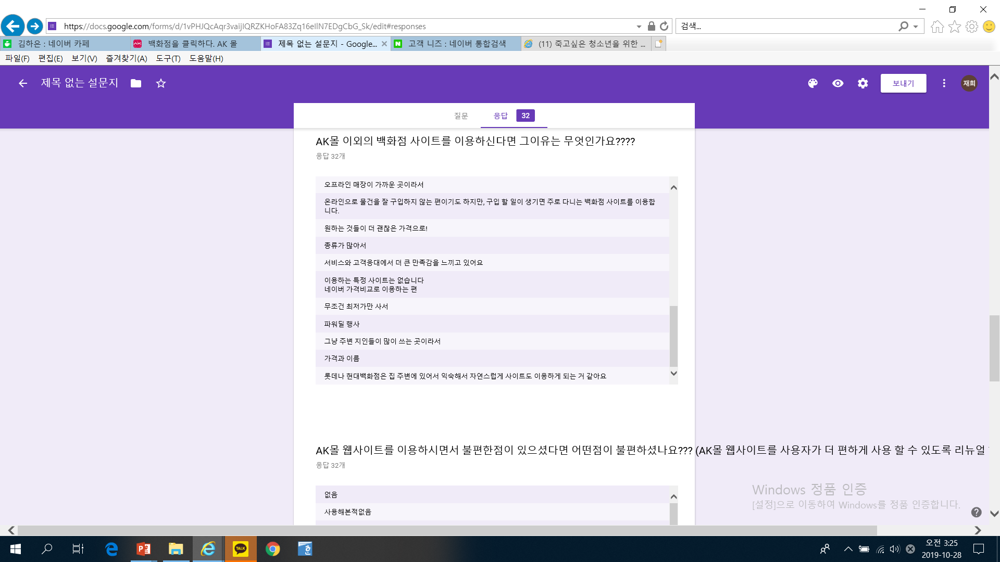 https://docs.google.com/forms/d/1vPHJQcAqr3vaijIQRZKHoFA83Zq16eIlN7EDgCbG_Sk/edit#responses
검색...
김하은 : 네이버 카페
백화점을 클릭하다. AK 몰
제목 없는 설문지 - Google...
고객 니즈 : 네이버 통합검색
(11) 죽고싶은 청소년을 위한 ...
파일(F) 편집(E) 보기(V) 즐겨찾기(A) 도구(T) 도움말(H)
제목 없는 설문지
보내기
재희
질문
응답 32
AK몰 이외의 백화점 사이트를 이용하신다면 그이유는 무엇인가요????
응답 32개
오프라인 매장이 가까운 곳이라서
온라인으로 물건을 잘 구입하지 않는 편이기도 하지만, 구입 할 일이 생기면 주로 다니는 백화점 사이트를 이용합
니다.
원하는 것들이 더 괜찮은 가격으로!
종류가 많아서
서비스와 고객응대에서 더 큰 만족감을 느끼고 있어요
이용하는 특정 사이트는 없습니다
네이버 가격비교로 이용하는 편
무조건 최저가만 사서
파워딜 행사
그냥 주변 지인들이 많이 쓰는 곳이라서
가격과 이름
롯데나 현대백화점은 집 주변에 있어서 익숙해서 자연스럽게 사이트도 이용하게 되는 거 같아요
AK몰 웹사이트를 이용하시면서 불편한점이 있으셨다면 어떤점이 불편하셨나요??? (AK몰 웹사이트를 사용자가 더 편하게 사용 할 수 있도록 리뉴얼
응답 32개
없음
사용해본적없음
Windows 정품 인증
[설정]으로 이동하여 Windows를 정품 인증합니다.
TALK
오전 3:25
2019-10-28